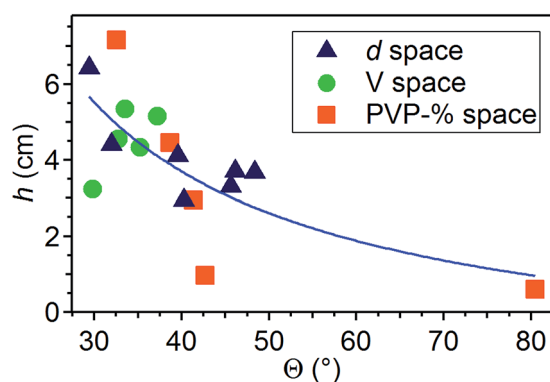 d space
V space
PVP-% space
6
4
2
0
h (cm)
30 40 50 60 70 80
Θ (°)